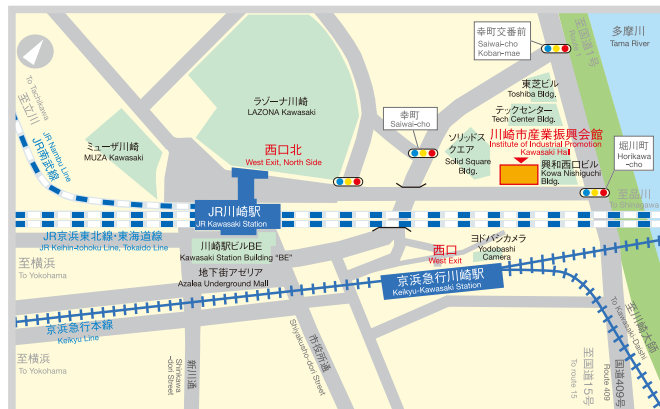 幸町交番前
Saiwai-cho
Koban-mae
至国道1号
Route 1
多摩川
Tama River
To Tachikawa
至立川
JR南武線
JR Nambu Line
東芝ビル
Toshiba Bldg.
ラゾーナ川崎
LAZONA Kawasaki
テックセンター
Tech Center Bldg.
幸町
Saiwai-cho
ミューザ川崎
MUZA Kawasaki
西口北
West Exit, North Side
ソリッドス
クエア
Solid Square
Bldg.
川崎市産業振興会館
Institute of Industrial Promotion
Kawasaki Hall
堀川町
Horikawa
-cho
興和西口ビル
Kowa Nishiguchi
Bldg.
至品川
To Shinagawa
JR川崎駅
JR Kawasaki Station
JR京浜東北線・東海道線
JR Keihin-tohoku Line, Tokaido Line
川崎駅ビルBE
Kawasaki Station Building "BE"
西口
West Exit
ヨドバシカメラ
Yodobashi
Camera
至横浜
To Yokohama
地下街アゼリア
Azalea Underground Mall
京浜急行川崎駅
Keikyu-Kawasaki Station
京浜急行本線
Keikyu Line
至横浜
To Yokohama
新川通
Shinkawa
-dori Street
市役所通
Shiyakusho-dori Street
至国道15号
To route 15
国道409号
Route 409
至川崎大師
To Kawasaki-Daishi